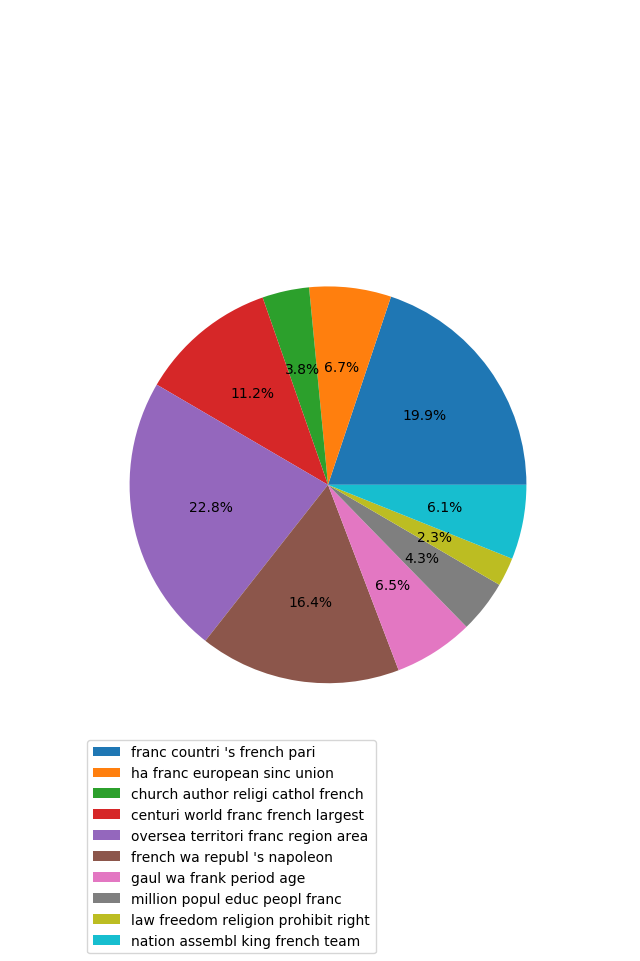 3.8%
6.7%
11.2%
19.9%
22.8%
6.1%
2.3%
4.3%
6.5%
16.4%
franc countri 's french pari
ha franc european sinc union
church author religi cathol french
centuri world franc french largest
oversea territori franc region area
french wa republ 's napoleon
gaul wa frank period age
million popul educ peopl franc
law freedom religion prohibit right
nation assembl king french team